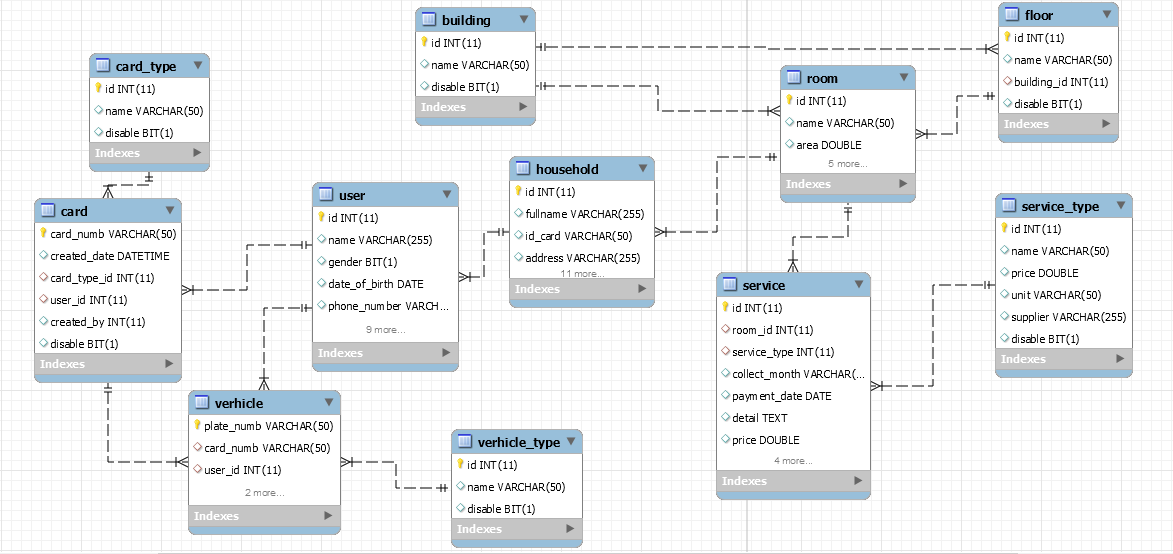 building
id INT(11)
name VARCHAR(50)
disable BIT(1)
Indexes
floor
id INT(11)
name VARCHAR(50)
building_id INT(11)
disable BIT(1)
Indexes
card_type
id INT(11)
name VARCHAR(50)
disable BIT(1)
Indexes
room
id INT(11)
name VARCHAR(50)
area DOUBLE
5 more...
Indexes
household
id INT(11)
fullname VARCHAR(255)
id_card VARCHAR(50)
address VARCHAR(255)
11 more...
Indexes
user
id INT(11)
name VARCHAR(255)
gender BIT(1)
date_of_birth DATE
phone_number VARCH...
9 more...
Indexes
card
card_numb VARCHAR(50)
created_date DATETIME
card_type_id INT(11)
user_id INT(11)
created_by INT(11)
disable BIT(1)
Indexes
service_type
id INT(11)
name VARCHAR(50)
price DOUBLE
unit VARCHAR(50)
supplier VARCHAR(255)
disable BIT(1)
Indexes
service
id INT(11)
room_id INT(11)
service_type INT(11)
collect_month VARCHAR(...
payment_date DATE
detail TEXT
price DOUBLE
4 more...
Indexes
verhicle
plate_numb VARCHAR(50)
card_numb VARCHAR(50)
user_id INT(11)
2 more...
Indexes
verhicle_type
id INT(11)
name VARCHAR(50)
disable BIT(1)
Indexes